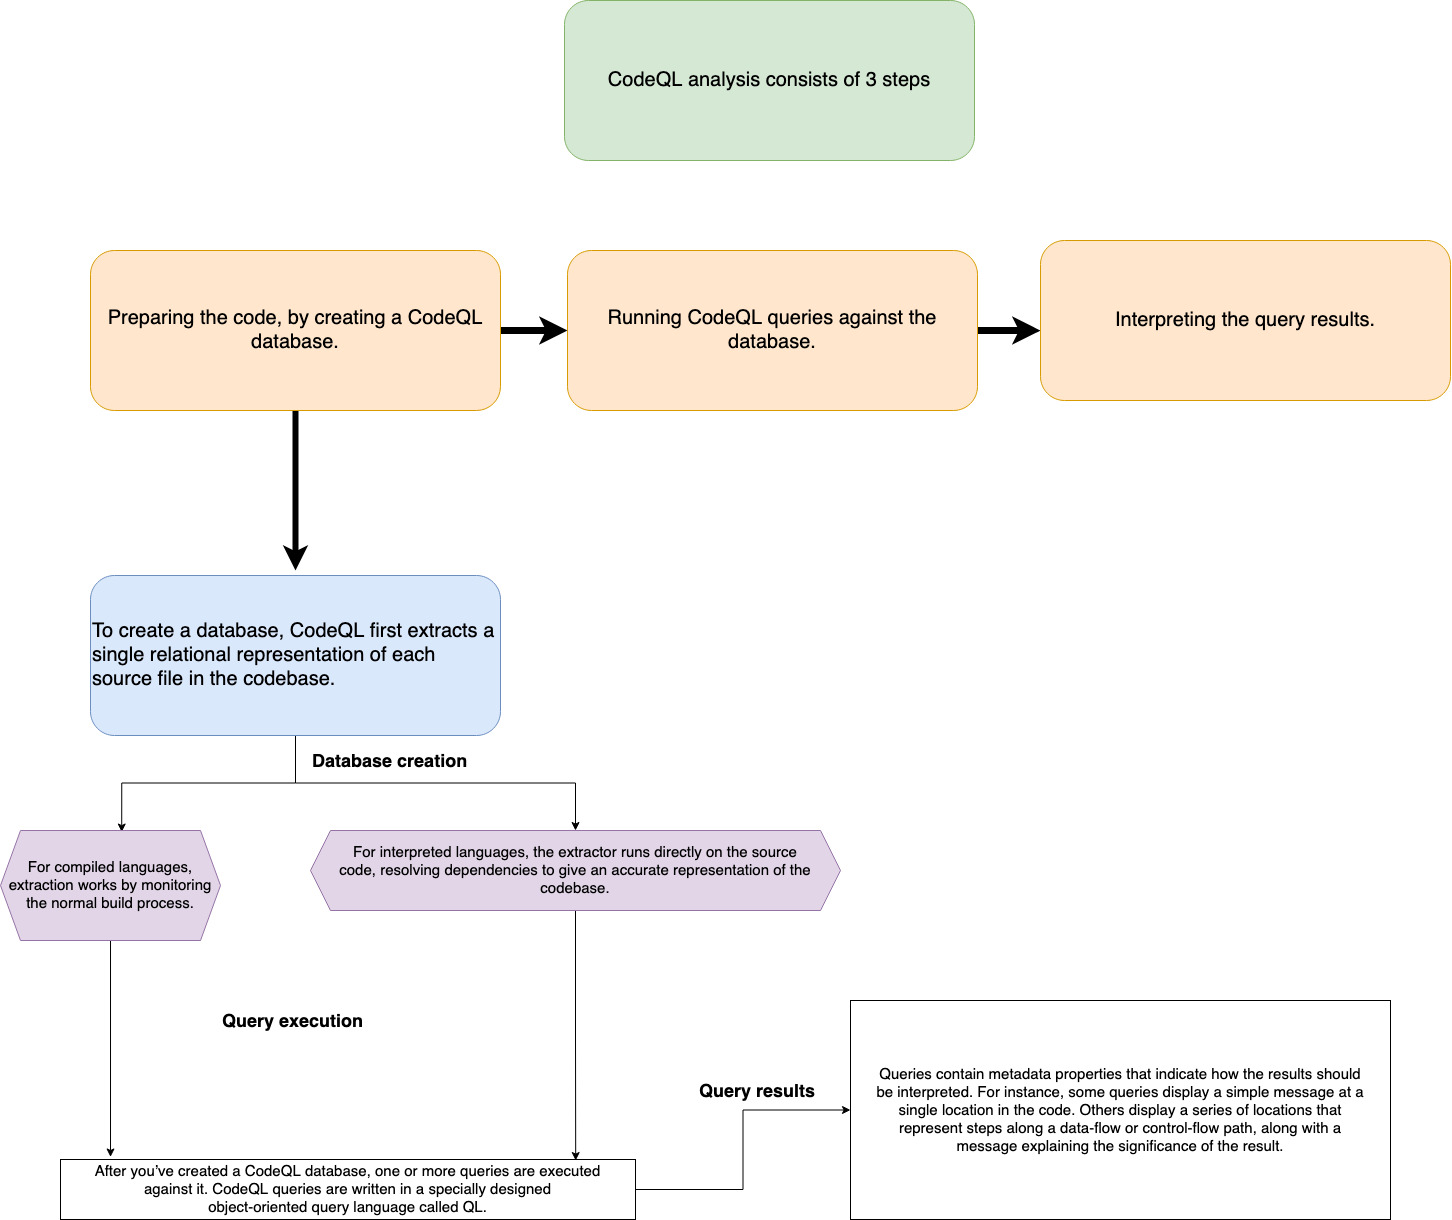 CodeQL analysis consists of 3 steps
Preparing the code, by creating a CodeQL
database.
Running CodeQL queries against the
database.
Interpreting the query results.
To create a database, CodeQL first extracts a
single relational representation of each
source file in the codebase.
Database creation
For compiled languages,
extraction works by monitoring
the normal build process.
For interpreted languages, the extractor runs directly on the source
code, resolving dependencies to give an accurate representation of the
codebase.
Query execution
After you’ve created a CodeQL database, one or more queries are executed
against it. CodeQL queries are written in a specially designed
object-oriented query language called QL.
Query results
Queries contain metadata properties that indicate how the results should
be interpreted. For instance, some queries display a simple message at a
single location in the code. Others display a series of locations that
represent steps along a data-flow or control-flow path, along with a
message explaining the significance of the result.